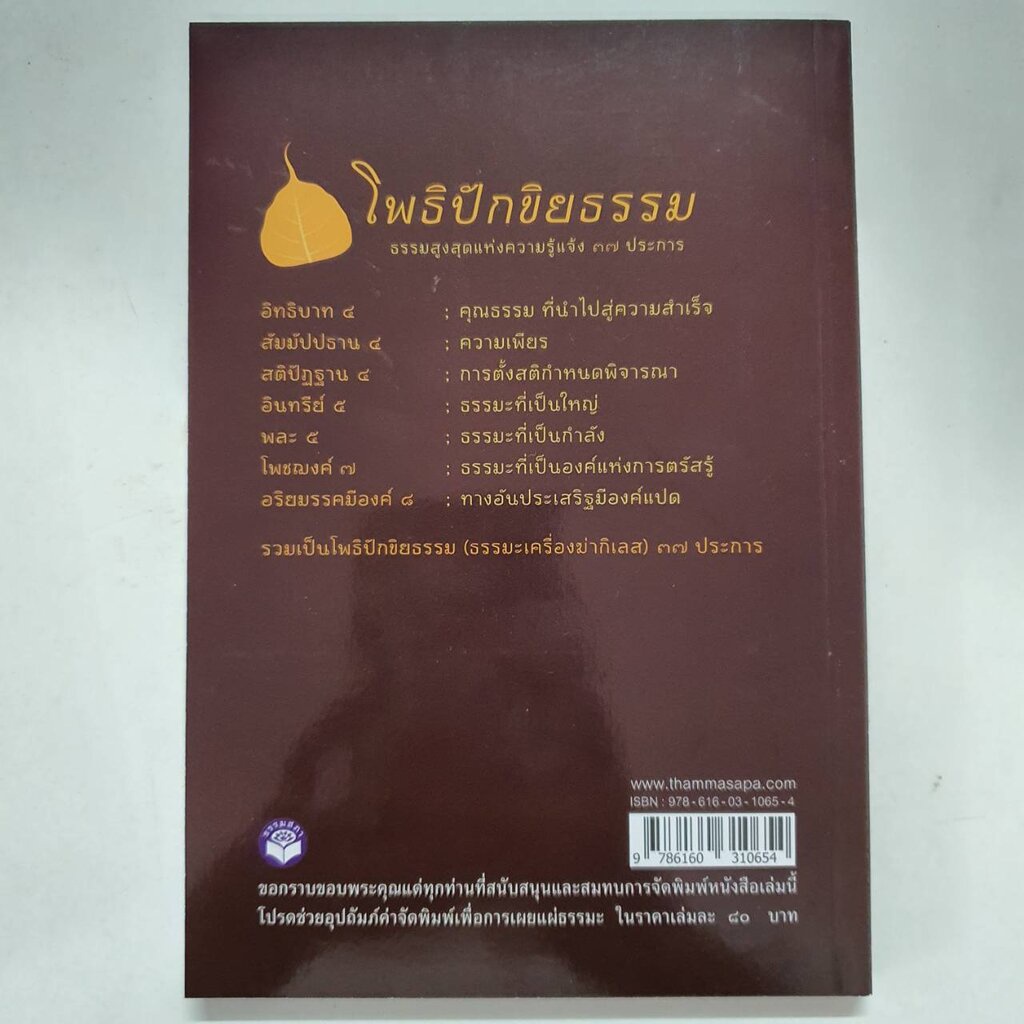 โพธิปักขิยธรรม
ธรรมสูงสุดแห่งความรู้แจ้ง ๓๗ ประการ
อิทธิบาท ๔ ; คุณธรรม ที่นำไปสู่ความสำเร็จ
สัมมัปปธาน ๔ ; ความเพียร
สติปัฏฐาน ๔ ; การตั้งสติกำหนดพิจารณา
อินทรีย์ ๕ ; ธรรมะที่เป็นใหญ่
พละ ๕ ; ธรรมะที่เป็นกำลัง
โพชฌงค์ ๗ ; ธรรมะที่เป็นองค์แห่งการตรัสรู้
อริยมรรคมีองค์ ๘ ; ทางอันประเสริฐมีองค์แปด
รวมเป็นโพธิปักขิยธรรม (ธรรมะเครื่องฆ่ากิเลส) ๓๗ ประการ
www.thammasapa.com
ISBN : 978-616-03-1065-4
9 786160 310654
ธรรมสภา
ขอกราบขอบพระคุณแด่ทุกท่านที่สนับสนุนและสมทบการจัดพิมพ์หนังสือเล่มนี้
โปรดช่วยอุปถัมภ์ค่าจัดพิมพ์เพื่อการเผยแผ่ธรรมะ ในราคาเล่มละ ๘๐ บาท